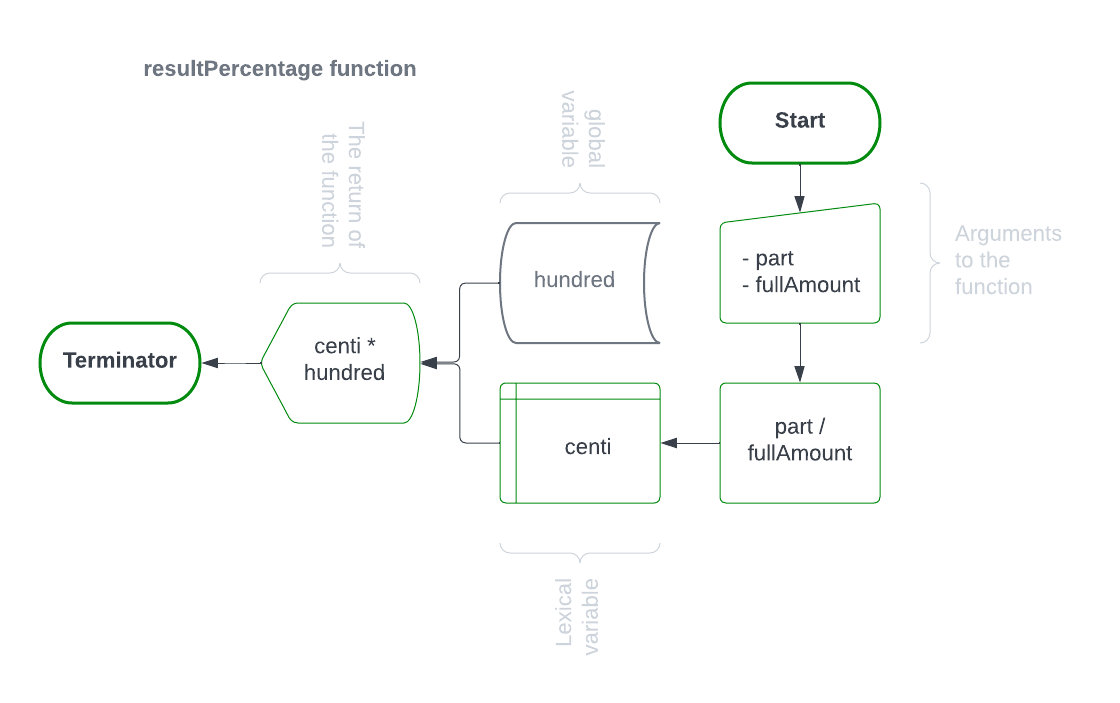 resultPercentage function
The return of
the function
global
variable
Start
- part
- fullAmount
Arguments
to the
function
hundred
centi *
hundred
Terminator
centi
part /
fullAmount
Lexical
variable